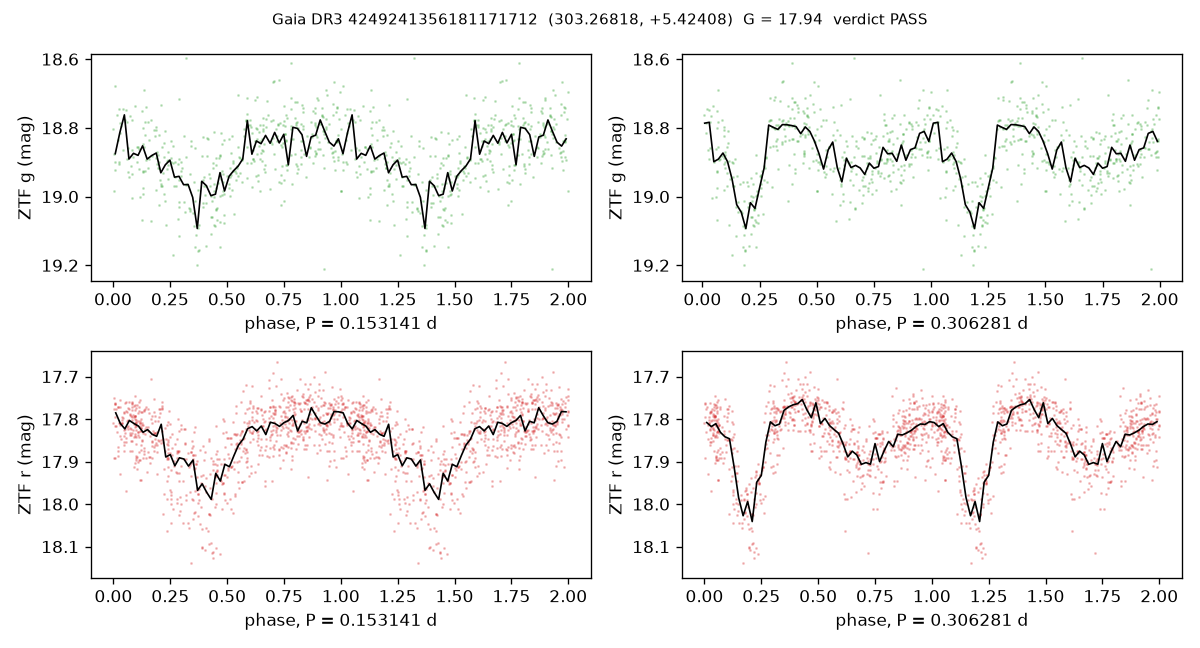 Gaia DR3 4249241356181171712 (303.26818, +5.42408) G = 17.94 verdict PASS
18.6
18.8
19.0
19.2
ZTF g (mag)
0.00 0.25 0.50 0.75 1.00 1.25 1.50 1.75 2.00
phase, P = 0.153141 d
18.6
18.8
19.0
19.2
ZTF g (mag)
0.00 0.25 0.50 0.75 1.00 1.25 1.50 1.75 2.00
phase, P = 0.306281 d
17.7
17.8
17.9
18.0
18.1
ZTF r (mag)
0.00 0.25 0.50 0.75 1.00 1.25 1.50 1.75 2.00
phase, P = 0.153141 d
17.7
17.8
17.9
18.0
18.1
ZTF r (mag)
0.00 0.25 0.50 0.75 1.00 1.25 1.50 1.75 2.00
phase, P = 0.306281 d